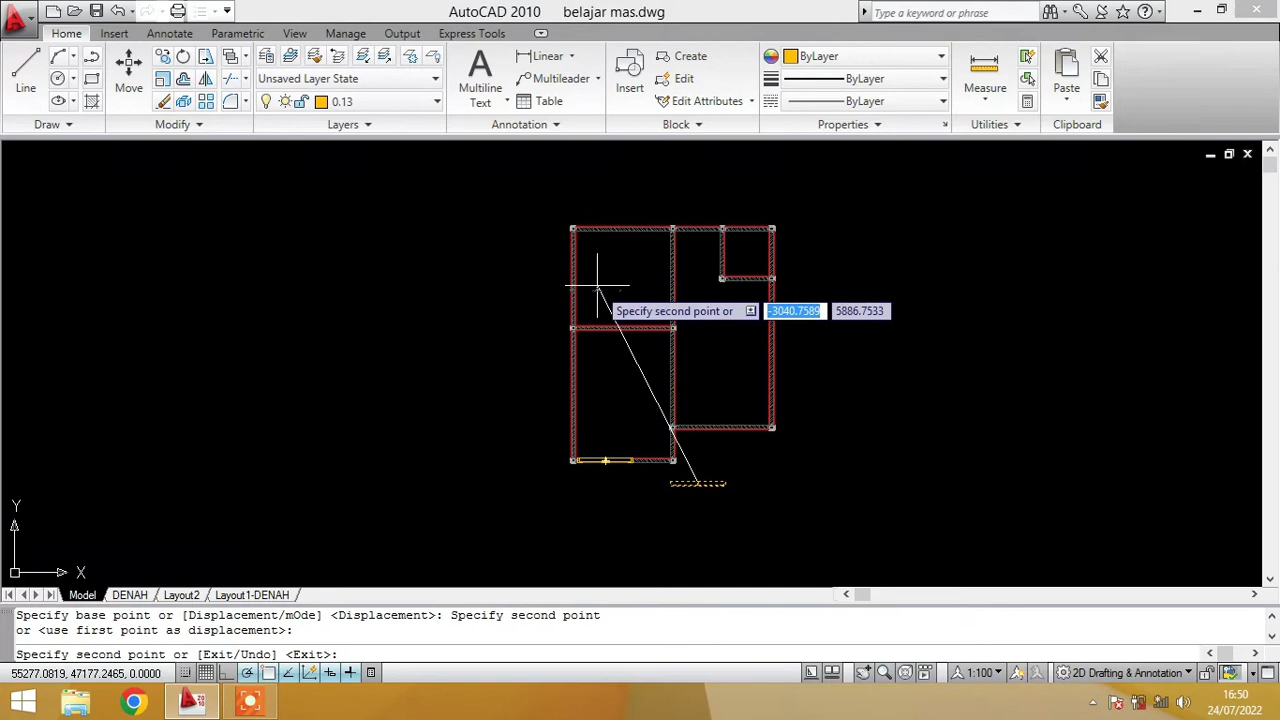 AutoCAD 2010 belajar mas.dwg
Type a keyword or phrase
Home Insert Annotate Parametric View Manage Output Express Tools
Line Move Unsaved Layer State 0.13 Multiline Text Linear Multileader Table Insert Create Edit Edit Attributes ByLayer ByLayer ByLayer Measure Paste
Draw Modify Layers Annotation Block Properties Utilities Clipboard
Specify second point or -3040.7589 5886.7533
Y
X
Model DENAH Layout2 Layout1-DENAH
Specify base point or [Displacement/mOde] <Displacement>: Specify second point
or <use first point as displacement>:
Specify second point or [Exit/Undo] <Exit>:
55277.0819, 47177.2465, 0.0000 1:100 2D Drafting & Annotation
16:50
24/07/2022